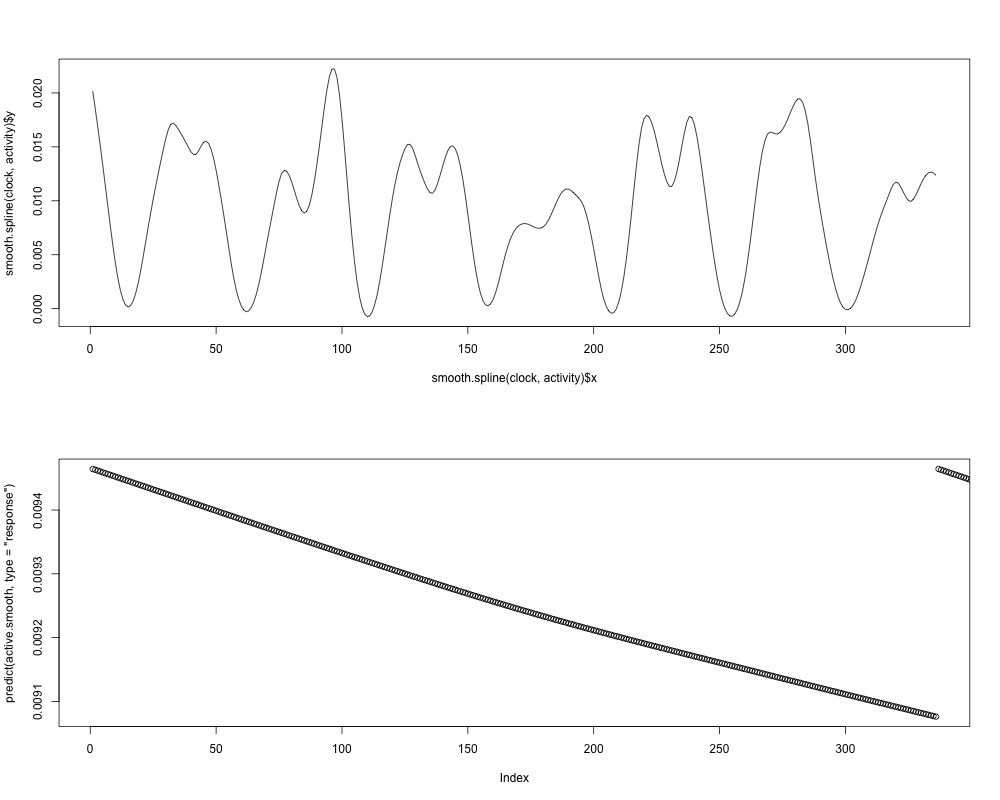 smooth.spline(clock, activity)$y
0.000 0.005 0.010 0.015 0.020
0 50 100 150 200 250 300
smooth.spline(clock, activity)$x
predict(active.smooth, type = "response")
0.0091 0.0092 0.0093 0.0094
0 50 100 150 200 250 300
Index